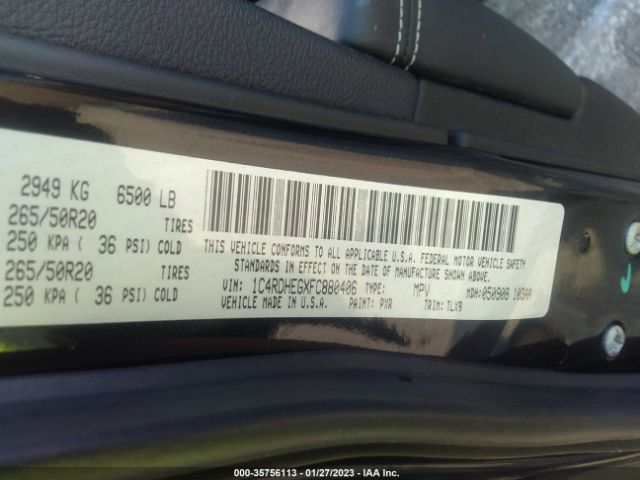 2949 KG 6500 LB
265/50R20 TIRES
250 KPA ( 36 PSI) COLD
265/50R20 TIRES
250 KPA ( 36 PSI) COLD
THIS VEHICLE CONFORMS TO ALL APPLICABLE U.S.A. FEDERAL MOTOR VEHICLE SAFETY
STANDARDS IN EFFECT ON THE DATE OF MANUFACTURE SHOWN ABOVE.
VIN: 1C4RDHEGXFC880406 TYPE: MPV MDH:050908 103AA
VEHICLE MADE IN U.S.A. PAINT: PXR TRIM: TLX9
000-35756113 - 01/27/2023 - IAA Inc.